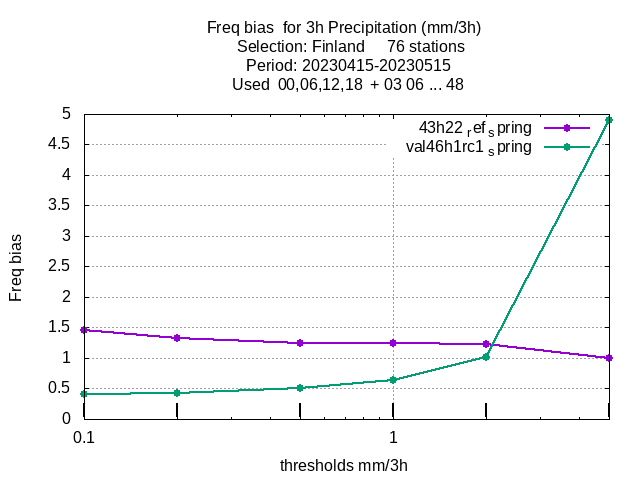 Freq bias  for 3h Precipitation (mm/3h)
Selection: Finland     76 stations
Period: 20230415-20230515
Used  00,06,12,18  + 03 06 ... 48
43h22 ref spring
val46h1rc1 spring
5
4.5
4
3.5
3
2.5
2
1.5
1
0.5
0
Freq bias
0.1
1
thresholds mm/3h